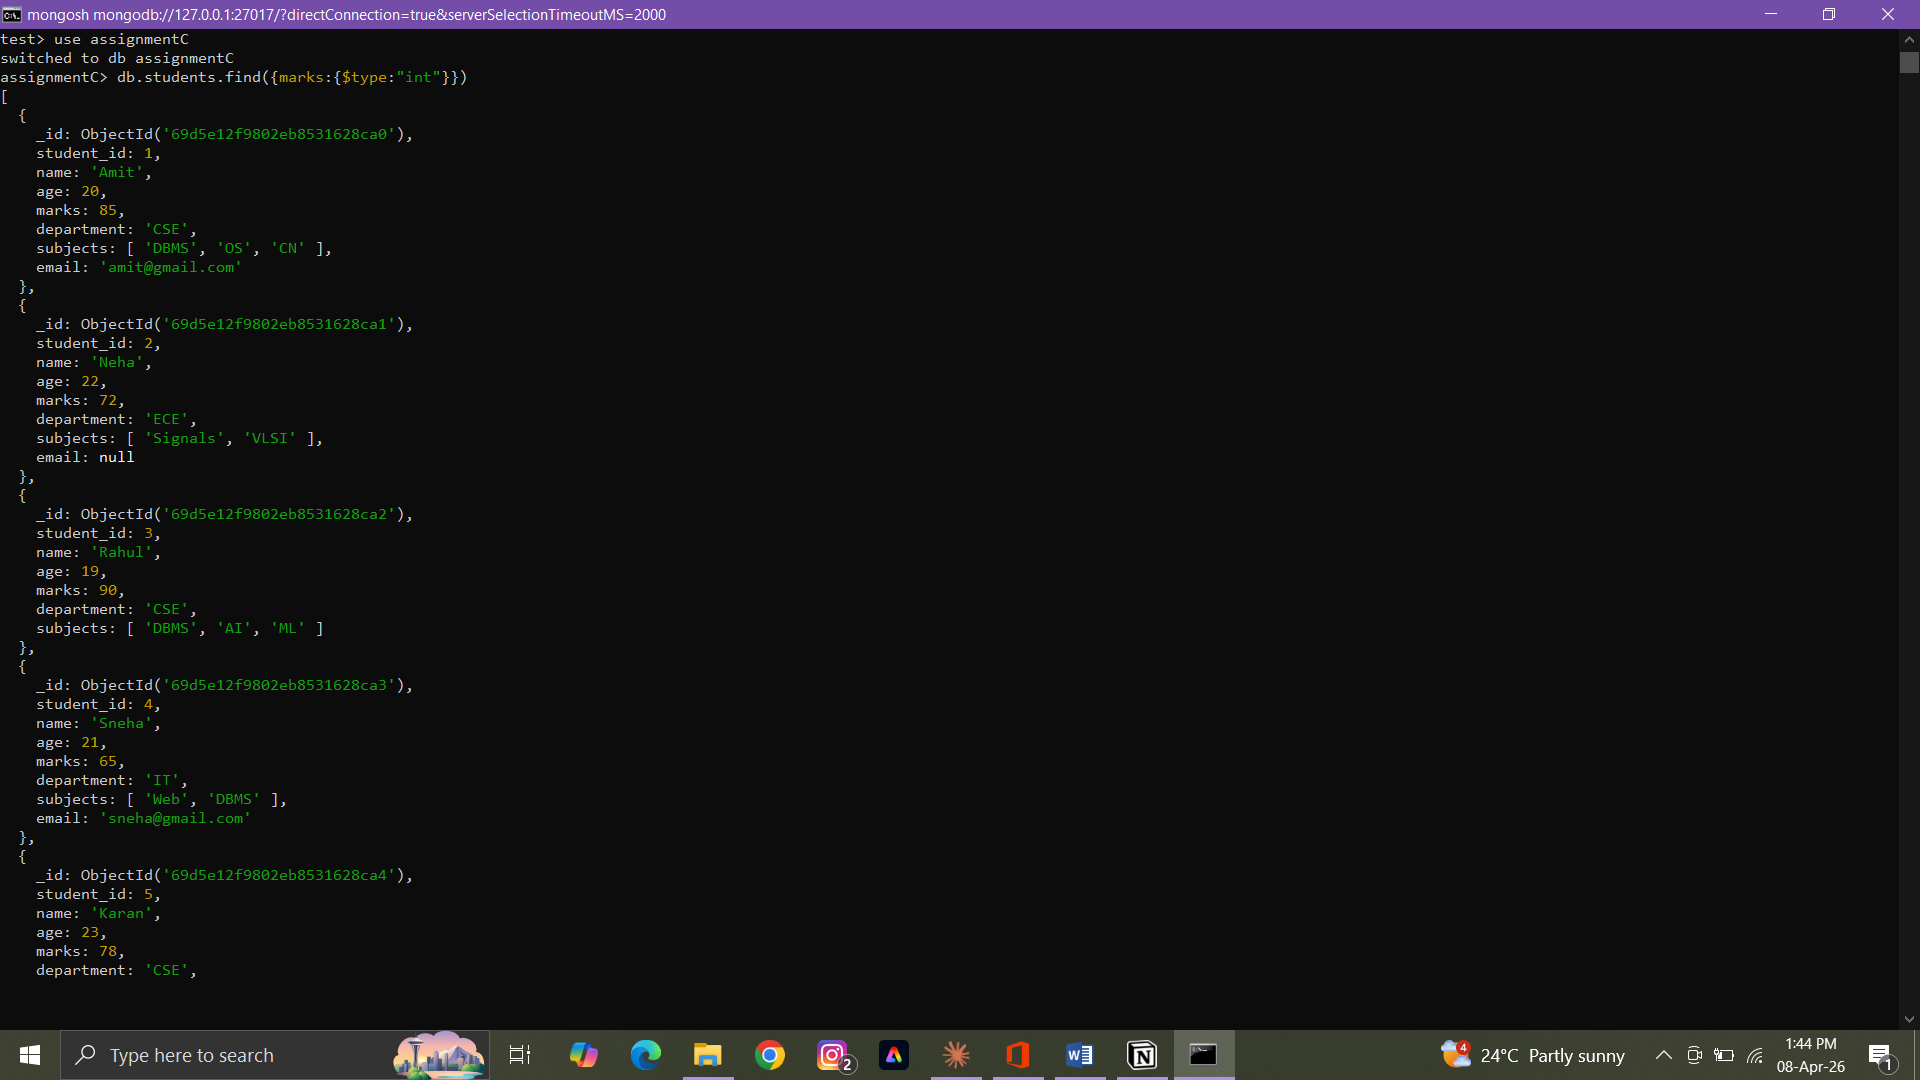 mongosh mongodb://127.0.0.1:27017/?directConnection=true&serverSelectionTimeoutMS=2000
test> use assignmentC
switched to db assignmentC
assignmentC> db.students.find({marks:{$type:"int"}})
[
  {
    _id: ObjectId('69d5e12f9802eb8531628ca0'),
    student_id: 1,
    name: 'Amit',
    age: 20,
    marks: 85,
    department: 'CSE',
    subjects: [ 'DBMS', 'OS', 'CN' ],
    email: 'amit@gmail.com'
  },
  {
    _id: ObjectId('69d5e12f9802eb8531628ca1'),
    student_id: 2,
    name: 'Neha',
    age: 22,
    marks: 72,
    department: 'ECE',
    subjects: [ 'Signals', 'VLSI' ],
    email: null
  },
  {
    _id: ObjectId('69d5e12f9802eb8531628ca2'),
    student_id: 3,
    name: 'Rahul',
    age: 19,
    marks: 90,
    department: 'CSE',
    subjects: [ 'DBMS', 'AI', 'ML' ]
  },
  {
    _id: ObjectId('69d5e12f9802eb8531628ca3'),
    student_id: 4,
    name: 'Sneha',
    age: 21,
    marks: 65,
    department: 'IT',
    subjects: [ 'Web', 'DBMS' ],
    email: 'sneha@gmail.com'
  },
  {
    _id: ObjectId('69d5e12f9802eb8531628ca4'),
    student_id: 5,
    name: 'Karan',
    age: 23,
    marks: 78,
    department: 'CSE',
Type here to search
2
4
24°C Partly sunny
1:44 PM
08-Apr-26
1